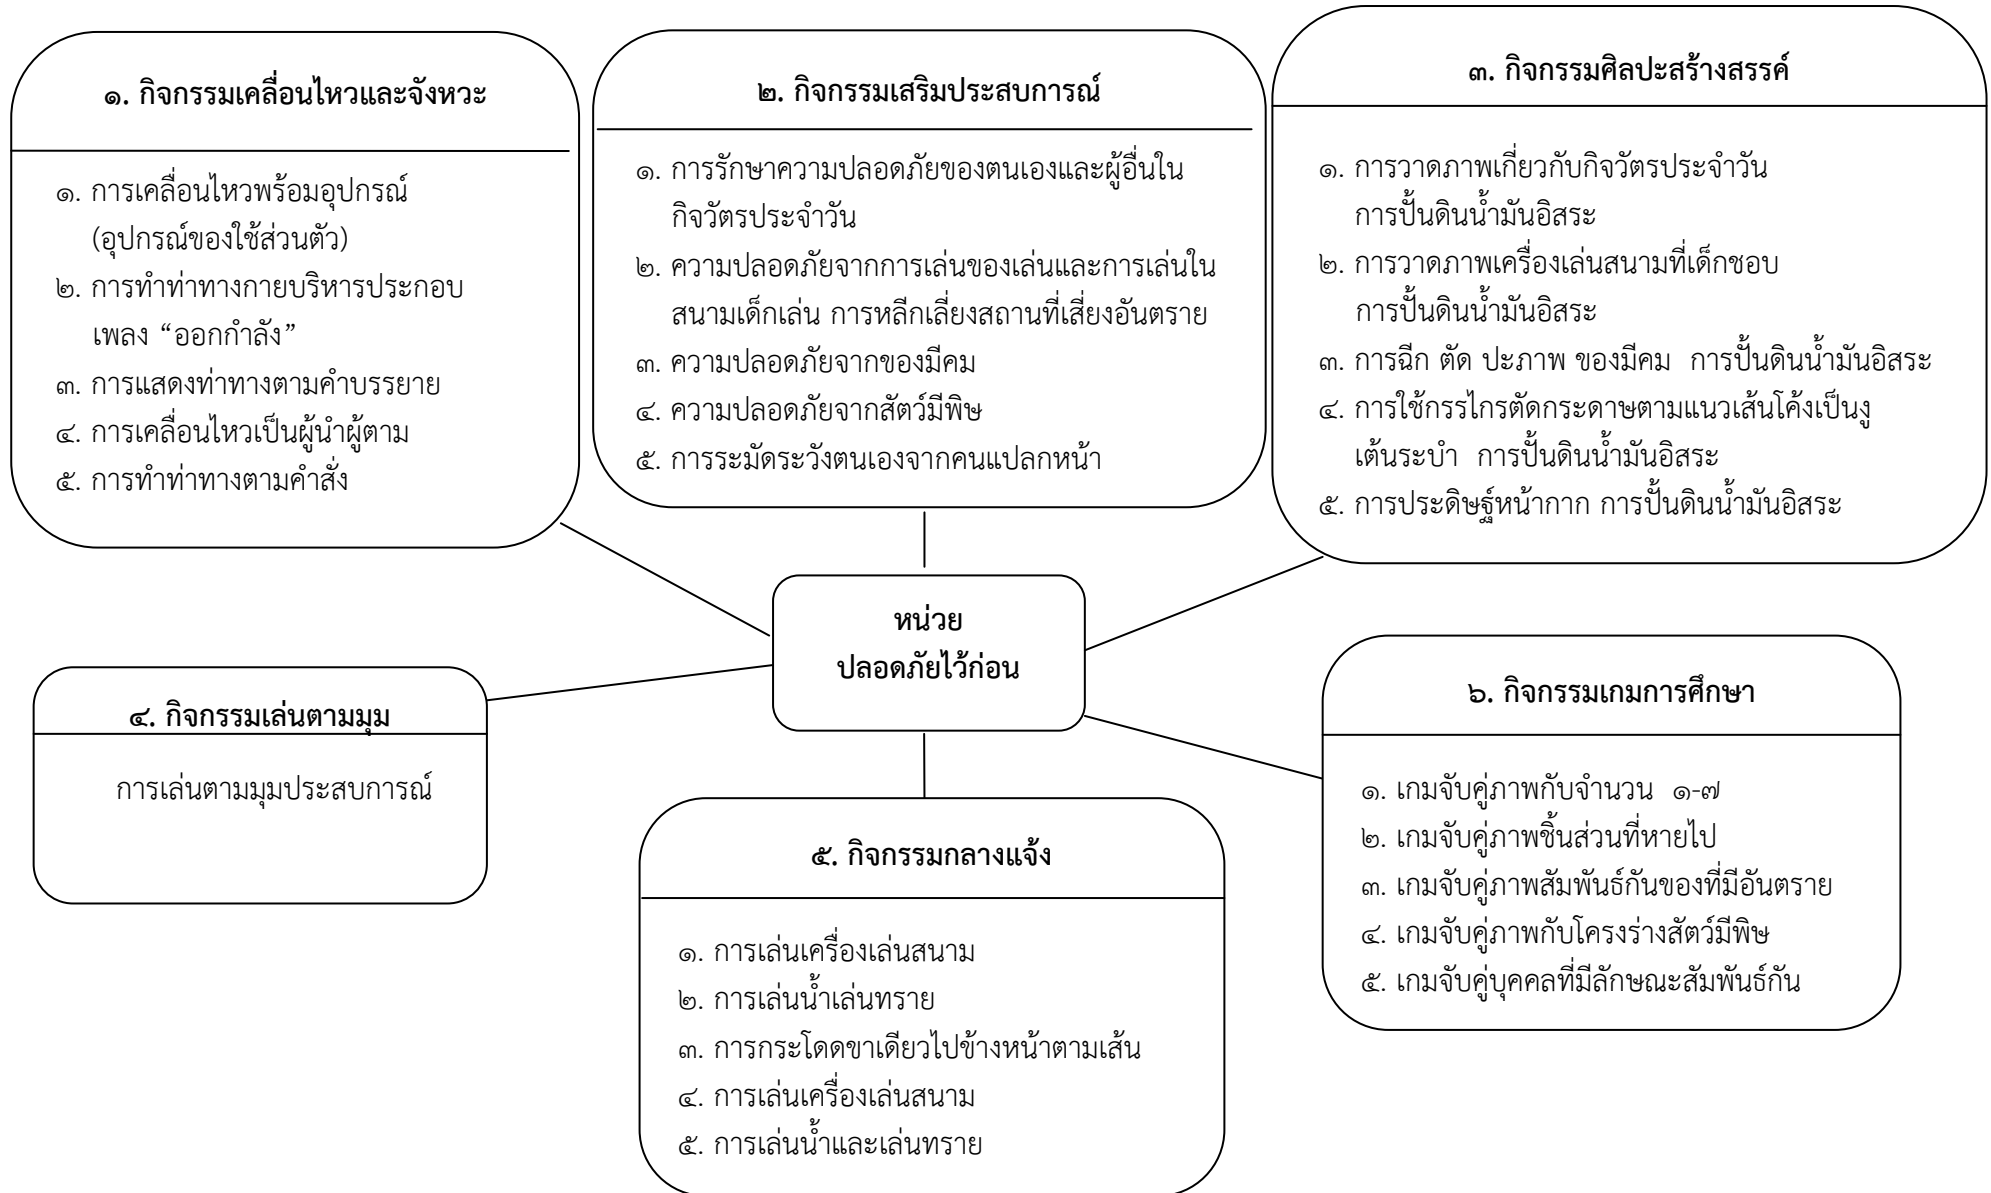 ๑. กิจกรรมเคลื่อนไหวและจังหวะ
๑. การเคลื่อนไหวพร้อมอุปกรณ์
(อุปกรณ์ของใช้ส่วนตัว)
๒. การทำท่าทางกายบริหารประกอบ
เพลง “ออกกำลัง”
๓. การแสดงท่าทางตามคำบรรยาย
๔. การเคลื่อนไหวเป็นผู้นำผู้ตาม
๕. การทำท่าทางตามคำสั่ง
๒. กิจกรรมเสริมประสบการณ์
๑. การรักษาความปลอดภัยของตนเองและผู้อื่นใน
กิจวัตรประจำวัน
๒. ความปลอดภัยจากการเล่นของเล่นและการเล่นใน
สนามเด็กเล่น การหลีกเลี่ยงสถานที่เสี่ยงอันตราย
๓. ความปลอดภัยจากของมีคม
๔. ความปลอดภัยจากสัตว์มีพิษ
๕. การระมัดระวังตนเองจากคนแปลกหน้า
๓. กิจกรรมศิลปะสร้างสรรค์
๑. การวาดภาพเกี่ยวกับกิจวัตรประจำวัน
การปั้นดินน้ำมันอิสระ
๒. การวาดภาพเครื่องเล่นสนามที่เด็กชอบ
การปั้นดินน้ำมันอิสระ
๓. การฉีก ตัด ปะภาพ ของมีคม  การปั้นดินน้ำมันอิสระ
๔. การใช้กรรไกรตัดกระดาษตามแนวเส้นโค้งเป็นงู
เต้นระบำ  การปั้นดินน้ำมันอิสระ
๕. การประดิษฐ์หน้ากาก การปั้นดินน้ำมันอิสระ
หน่วย
ปลอดภัยไว้ก่อน
๔. กิจกรรมเล่นตามมุม
การเล่นตามมุมประสบการณ์
๕. กิจกรรมกลางแจ้ง
๑. การเล่นเครื่องเล่นสนาม
๒. การเล่นน้ำเล่นทราย
๓. การกระโดดขาเดียวไปข้างหน้าตามเส้น
๔. การเล่นเครื่องเล่นสนาม
๕. การเล่นน้ำและเล่นทราย
๖. กิจกรรมเกมการศึกษา
๑. เกมจับคู่ภาพกับจำนวน  ๑-๗
๒. เกมจับคู่ภาพชิ้นส่วนที่หายไป
๓. เกมจับคู่ภาพสัมพันธ์กันของที่มีอันตราย
๔. เกมจับคู่ภาพกับโครงร่างสัตว์มีพิษ
๕. เกมจับคู่บุคคลที่มีลักษณะสัมพันธ์กัน